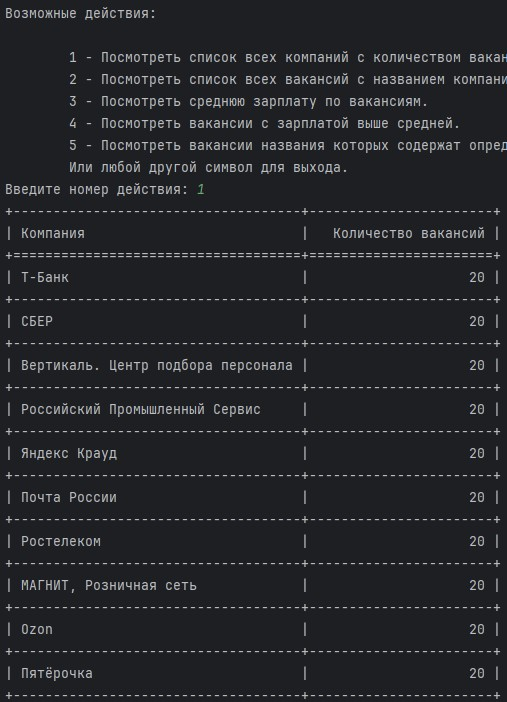 Возможные действия:
1 - Посмотреть список всех компаний с количеством
2 - Посмотреть список всех вакансий с названием
3 - Посмотреть среднюю зарплату по вакансиям.
4 - Посмотреть вакансии с зарплатой выше средней.
5 - Посмотреть вакансии названия которых содержат
Или любой другой символ для выхода.
Введите номер действия: 1
+------------------------------------+-----------------------+
| Компания | Количество вакансий |
+====================================+=======================+
| Т-Банк | 20 |
+------------------------------------+-----------------------+
| СБЕР | 20 |
+------------------------------------+-----------------------+
| Вертикаль. Центр подбора персонала | 20 |
+------------------------------------+-----------------------+
| Российский Промышленный Сервис | 20 |
+------------------------------------+-----------------------+
| Яндекс Крауд | 20 |
+------------------------------------+-----------------------+
| Почта России | 20 |
+------------------------------------+-----------------------+
| Ростелеком | 20 |
+------------------------------------+-----------------------+
| МАГНИТ, Розничная сеть | 20 |
+------------------------------------+-----------------------+
| Ozon | 20 |
+------------------------------------+-----------------------+
| Пятёрочка | 20 |
+------------------------------------+-----------------------+